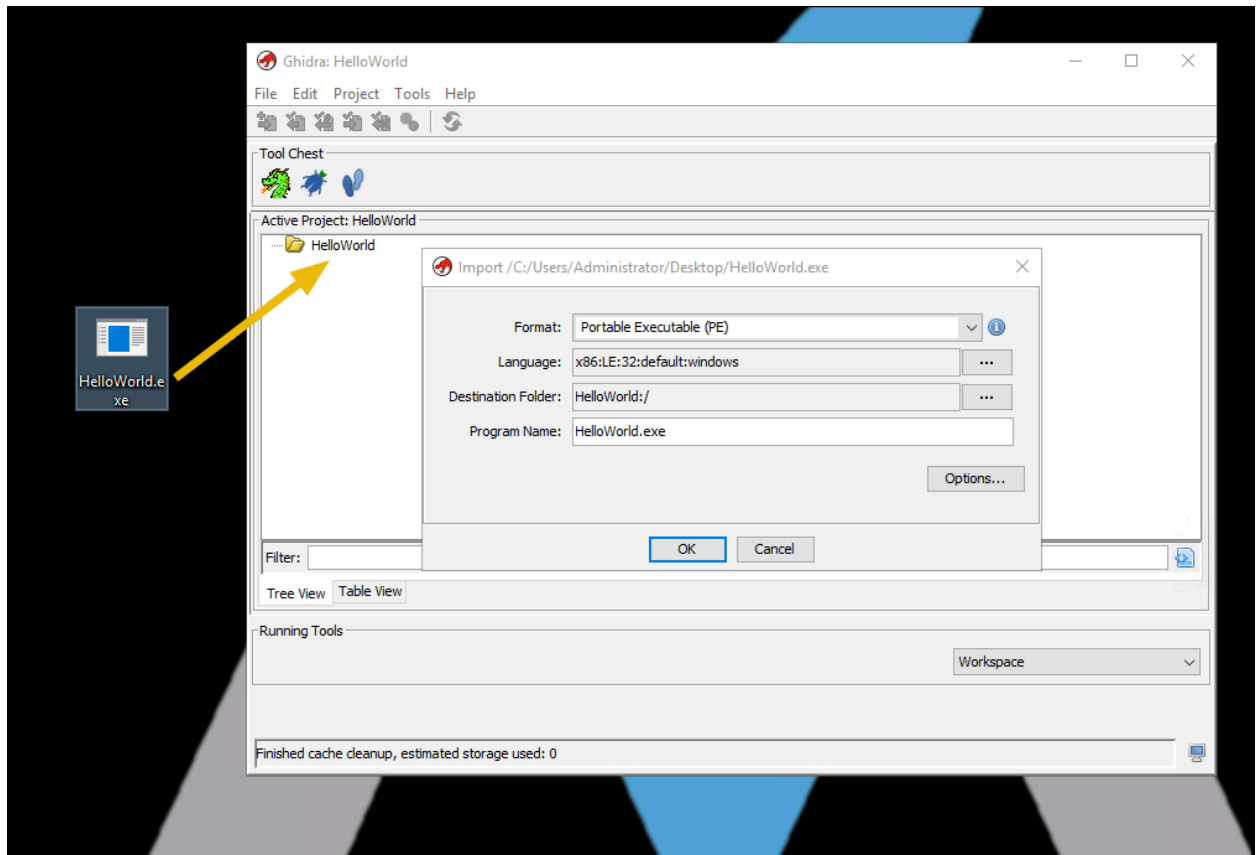 Ghidra: HelloWorld
File Edit Project Tools Help
Tool Chest
Active Project: HelloWorld
HelloWorld
Import /C:/Users/Administrator/Desktop/HelloWorld.exe
Format: Portable Executable (PE)
Language: x86:LE:32:default:windows ...
Destination Folder: HelloWorld:/ ...
Program Name: HelloWorld.exe
Options...
OK Cancel
HelloWorld.e
xe
Filter:
Tree View Table View
Running Tools
Workspace
Finished cache cleanup, estimated storage used: 0